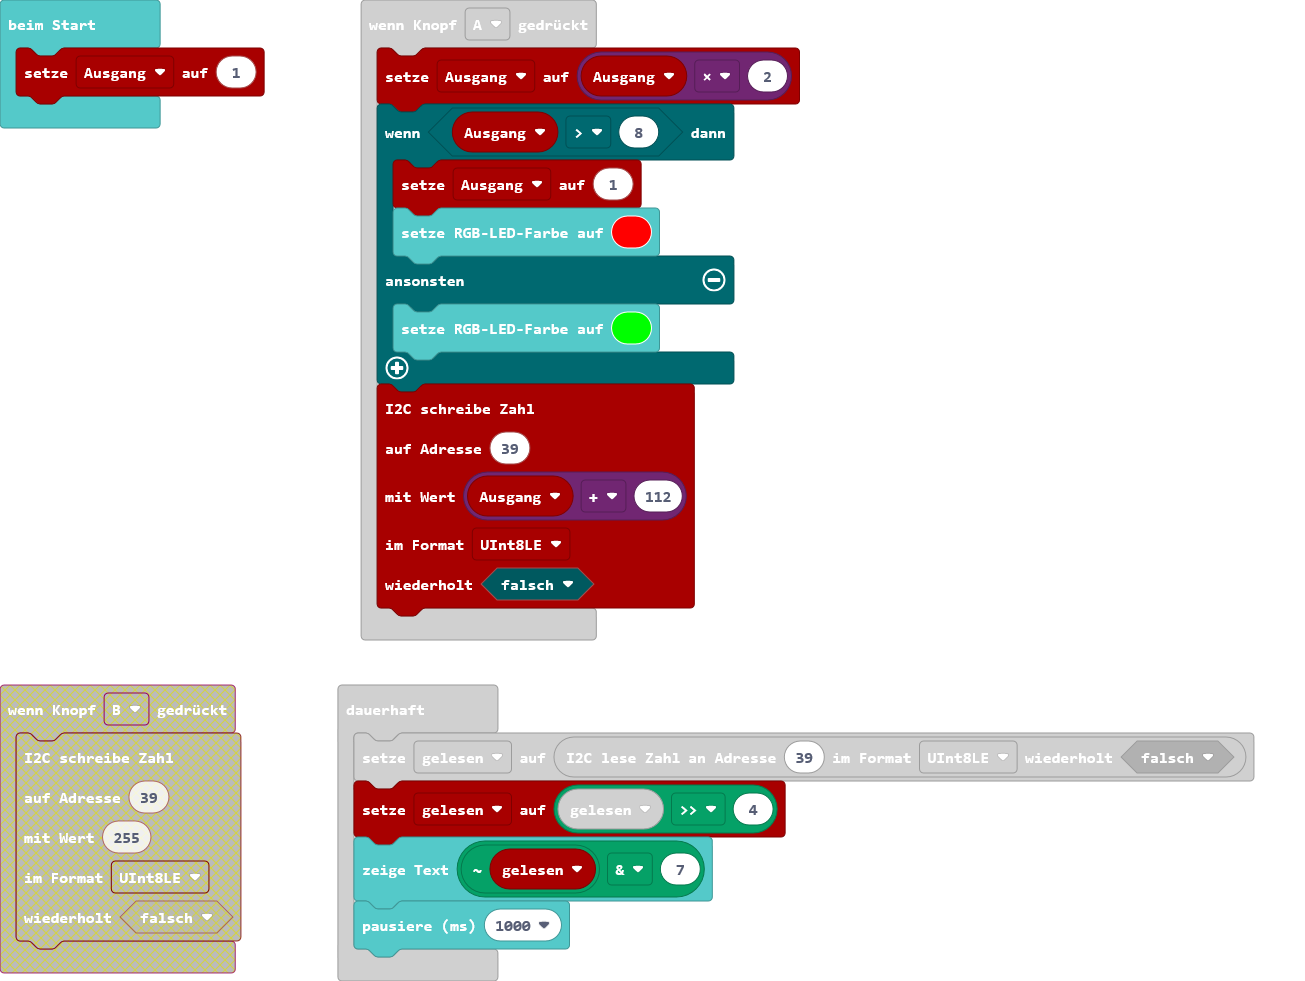 beim Start
setze Ausgang auf 1
wenn Knopf A gedrückt
setze Ausgang auf Ausgang × 2
wenn Ausgang > 8 dann
setze Ausgang auf 1
setze RGB-LED-Farbe auf
ansonsten
setze RGB-LED-Farbe auf
I2C schreibe Zahl
auf Adresse 39
mit Wert Ausgang + 112
im Format UInt8LE
wiederholt falsch
wenn Knopf B gedrückt
I2C schreibe Zahl
auf Adresse 39
mit Wert 255
im Format UInt8LE
wiederholt falsch
dauerhaft
setze gelesen auf I2C lese Zahl an Adresse 39 im Format UInt8LE wiederholt falsch
setze gelesen auf gelesen >> 4
zeige Text ~ gelesen & 7
pausiere (ms) 1000